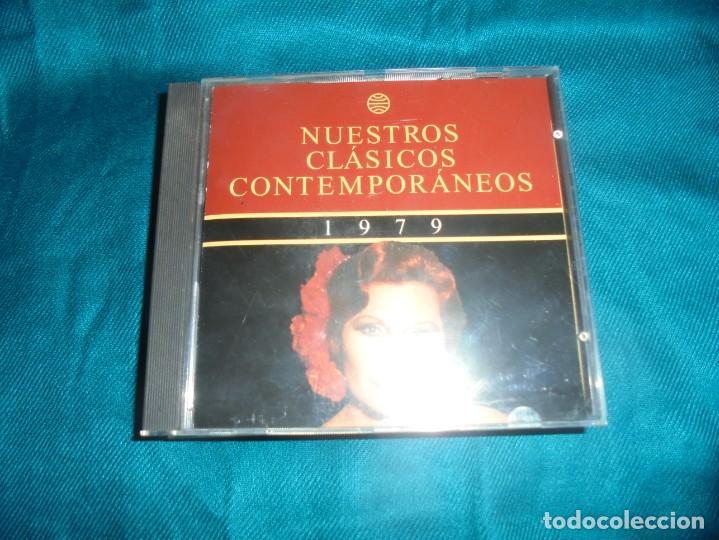 NUESTROS
CLÁSICOS
CONTEMPORÁNEOS
1979
todocoleccion